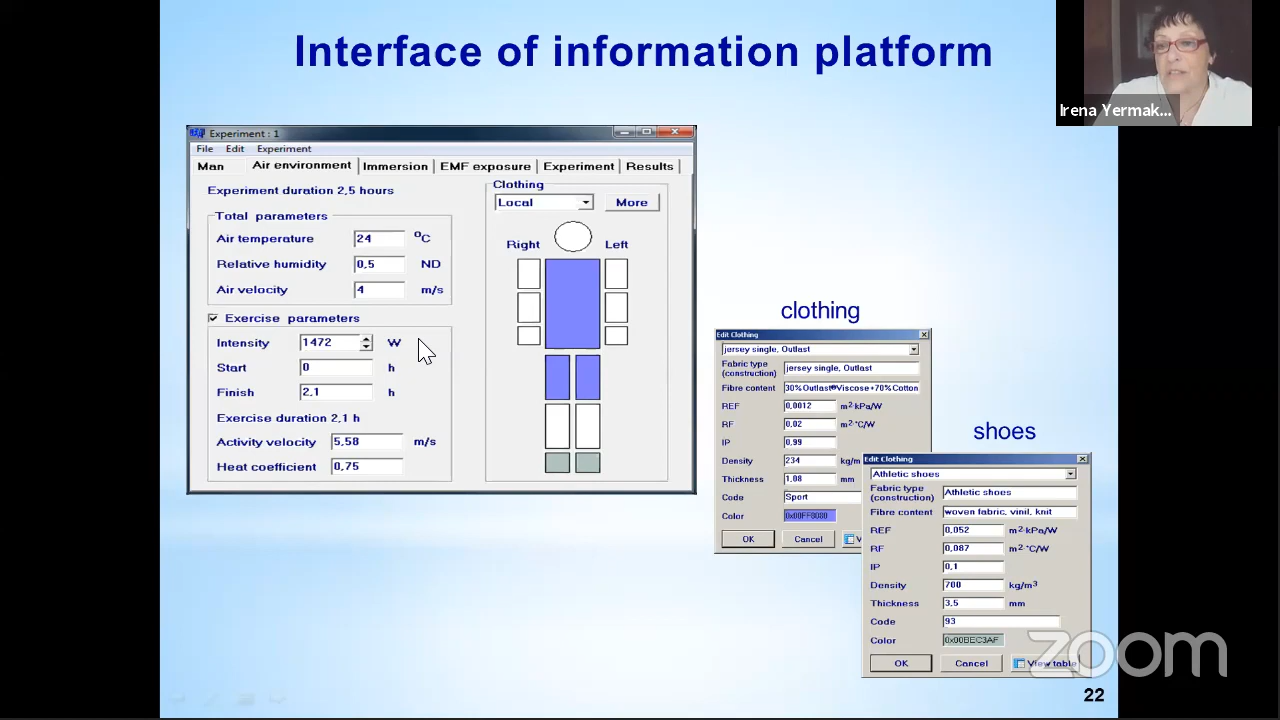 Interface of information platform
Irena Yermak...
Experiment : 1
File Edit Experiment
Man Air environment Immersion EMF exposure Experiment Results
Experiment duration 2,5 hours
Total parameters
Air temperature 24 °C
Relative humidity 0,5 ND
Air velocity 4 m/s
Exercise parameters
Intensity 1472 W
Start 0 h
Finish 2,1 h
Exercise duration 2,1 h
Activity velocity 5,58 m/s
Heat coefficient 0,75
Clothing
Local More
Right Left
clothing
Edit Clothing
jersey single, Outlast
Fabric type (construction) jersey single, Outlast
Fibre content 30%Outlast®Viscose+70%Cotton
REF 0,0012 m²·kPa/W
RF 0,02 m²·°C/W
IP 0,99
Density 234 kg/m
Thickness 1,08 mm
Code Sport
Color 0x00FF8080
OK Cancel V
shoes
Edit Clothing
Athletic shoes
Fabric type (construction) Athletic shoes
Fibre content woven fabric, vinil, knit
REF 0,052 m²·kPa/W
RF 0,087 m²·°C/W
IP 0,1
Density 700 kg/m³
Thickness 3,5 mm
Code 93
Color 0x00BEC3AF
OK Cancel View table
zoom
22